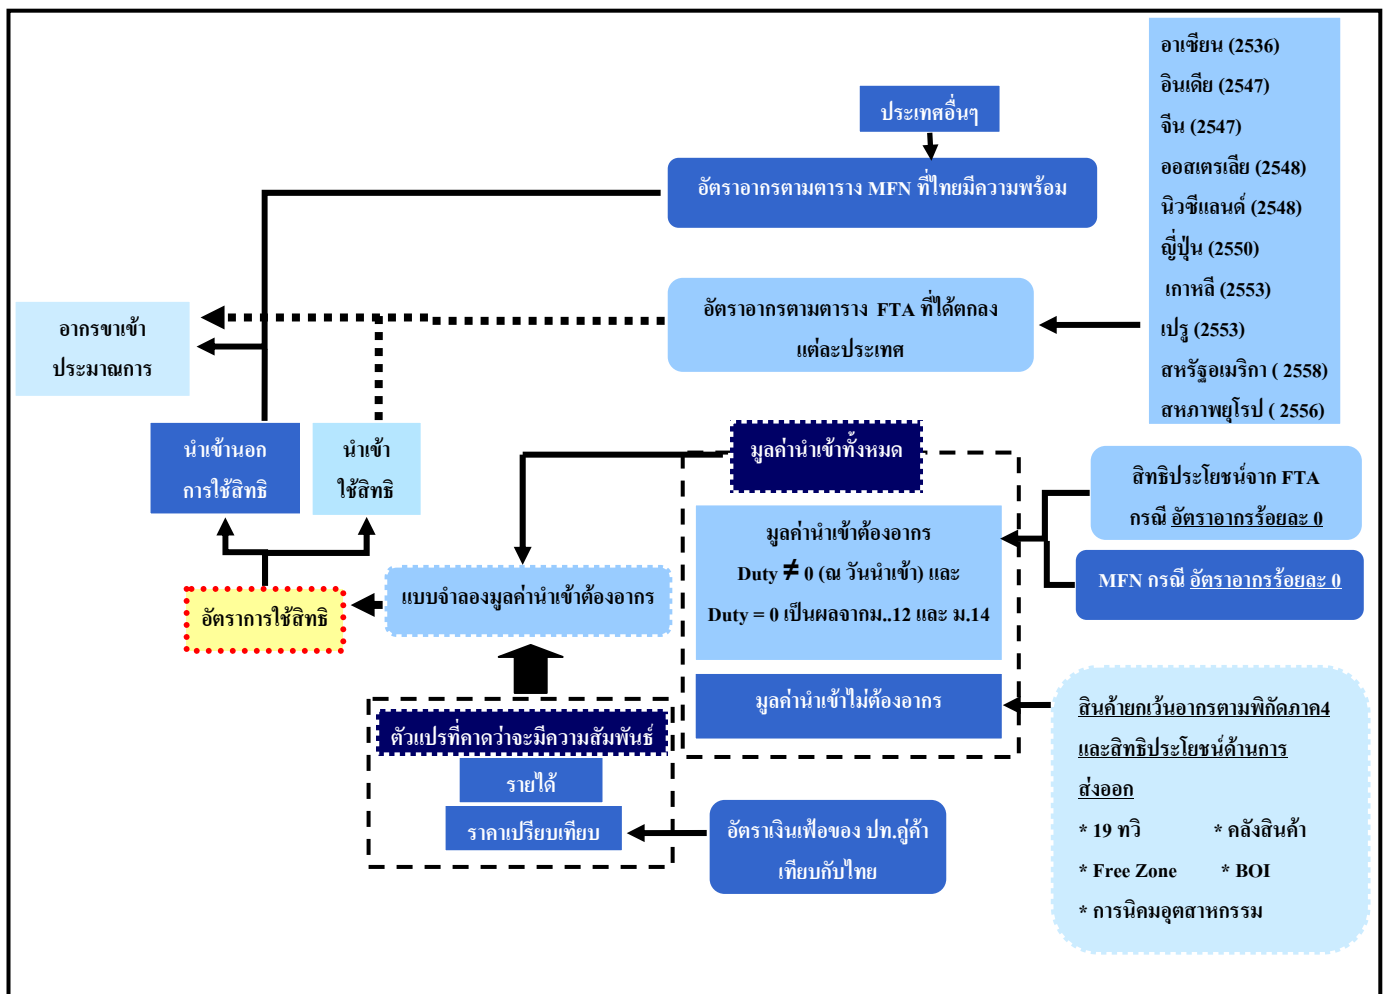 อาเซียน (2536)
อินเดีย (2547)
จีน (2547)
ออสเตรเลีย (2548)
นิวซีแลนด์ (2548)
ญี่ปุ่น (2550)
เกาหลี (2553)
เปรู (2553)
สหรัฐอเมริกา ( 2558)
สหภาพยุโรป ( 2556)
ประเทศอื่นๆ
อัตราอากรตามตาราง MFN ที่ไทยมีความพร้อม
อัตราอากรตามตาราง FTA ที่ได้ตกลง
แต่ละประเทศ
อากรขาเข้า
ประมาณการ
นำเข้านอก
การใช้สิทธิ
นำเข้า
ใช้สิทธิ
มูลค่านำเข้าทั้งหมด
สิทธิประโยชน์จาก FTA
กรณี อัตราอากรร้อยละ 0
มูลค่านำเข้าต้องอากร
Duty ≠ 0 (ณ วันนำเข้า) และ
Duty = 0 เป็นผลจากม..12 และ ม.14
MFN กรณี อัตราอากรร้อยละ 0
แบบจำลองมูลค่านำเข้าต้องอากร
อัตราการใช้สิทธิ
มูลค่านำเข้าไม่ต้องอากร
สินค้ายกเว้นอากรตามพิกัดภาค4
และสิทธิประโยชน์ด้านการ
ส่งออก
* 19 ทวิ * คลังสินค้า
* Free Zone * BOI
* การนิคมอุตสาหกรรม
ตัวแปรที่คาดว่าจะมีความสัมพันธ์
รายได้
ราคาเปรียบเทียบ
อัตราเงินเฟ้อของ ปท.คู่ค้า
เทียบกับไทย